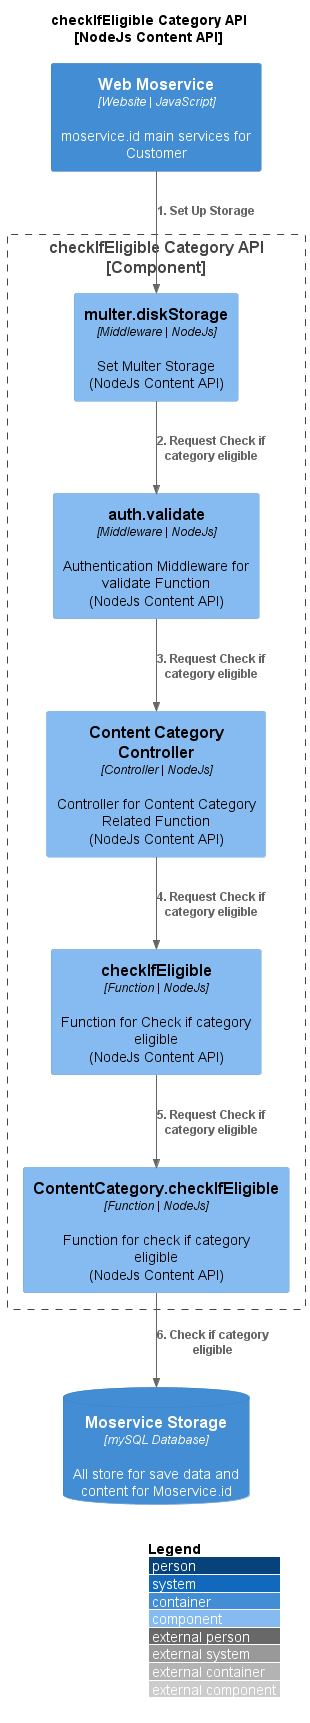 checkIfEligible Category API
[NodeJs Content API]
Web Moservice
[Website | JavaScript]
moservice.id main services for
Customer
1. Set Up Storage
checkIfEligible Category API
[Component]
multer.diskStorage
[Middleware | NodeJs]
Set Multer Storage
(NodeJs Content API)
2. Request Check if
category eligible
auth.validate
[Middleware | NodeJs]
Authentication Middleware for
validate Function
(NodeJs Content API)
3. Request Check if
category eligible
Content Category
Controller
[Controller | NodeJs]
Controller for Content Category
Related Function
(NodeJs Content API)
4. Request Check if
category eligible
checkIfEligible
[Function | NodeJs]
Function for Check if category
eligible
(NodeJs Content API)
5. Request Check if
category eligible
ContentCategory.checkIfEligible
[Function | NodeJs]
Function for check if category
eligible
(NodeJs Content API)
6. Check if category
eligible
Moservice Storage
[mySQL Database]
All store for save data and
content for Moservice.id
Legend
person
system
container
component
external person
external system
external container
external component